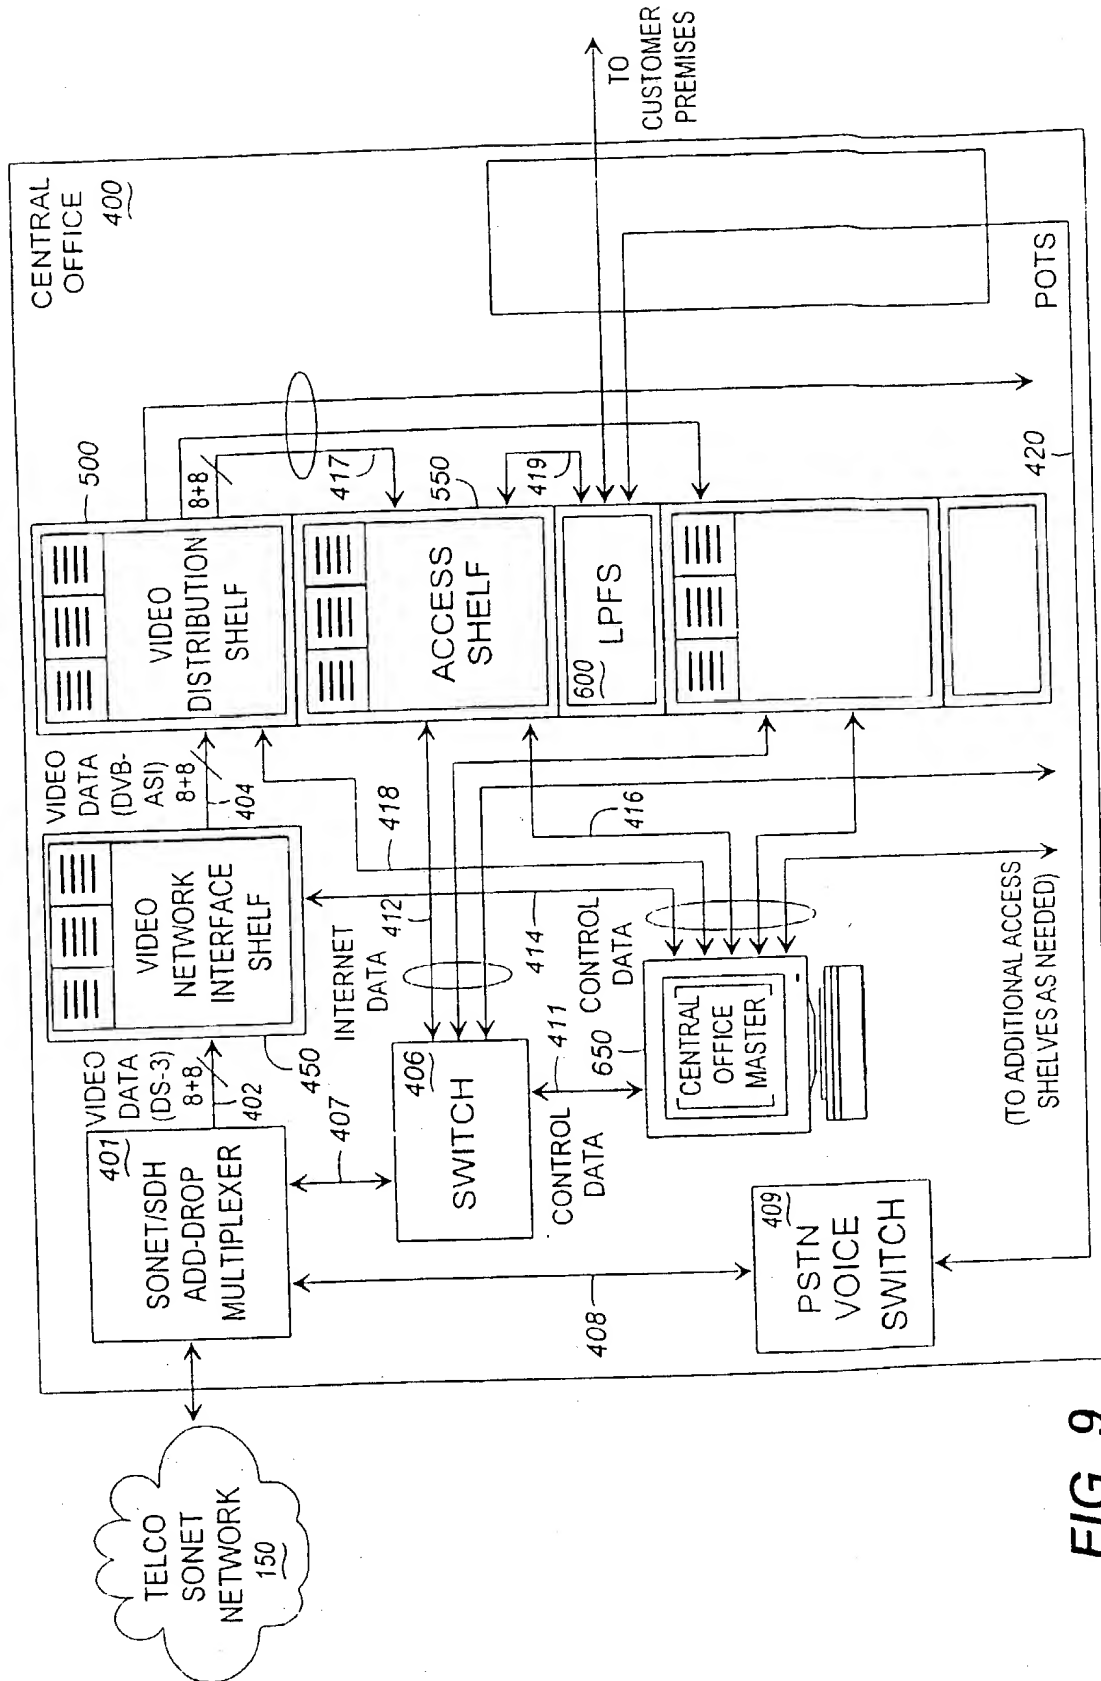 CENTRAL
OFFICE
400
TO
CUSTOMER
PREMISES
TELCO
SONET
NETWORK
150
401
SONET/SDH
ADD-DROP
MULTIPLEXER
VIDEO
DATA
(DS-3)
8+8
402
VIDEO
NETWORK
INTERFACE
SHELF
450
VIDEO
DATA
(DVB-
ASI)
8+8
404
VIDEO
DISTRIBUTION
SHELF
500
8+8
417
ACCESS
SHELF
550
419
LPFS
600
407
406
SWITCH
INTERNET
DATA
412
418
414
416
CONTROL
DATA
411
CONTROL
DATA
650
CENTRAL
OFFICE
MASTER
408
409
PSTN
VOICE
SWITCH
(TO ADDITIONAL ACCESS
SHELVES AS NEEDED)
POTS
420
FIG. 9